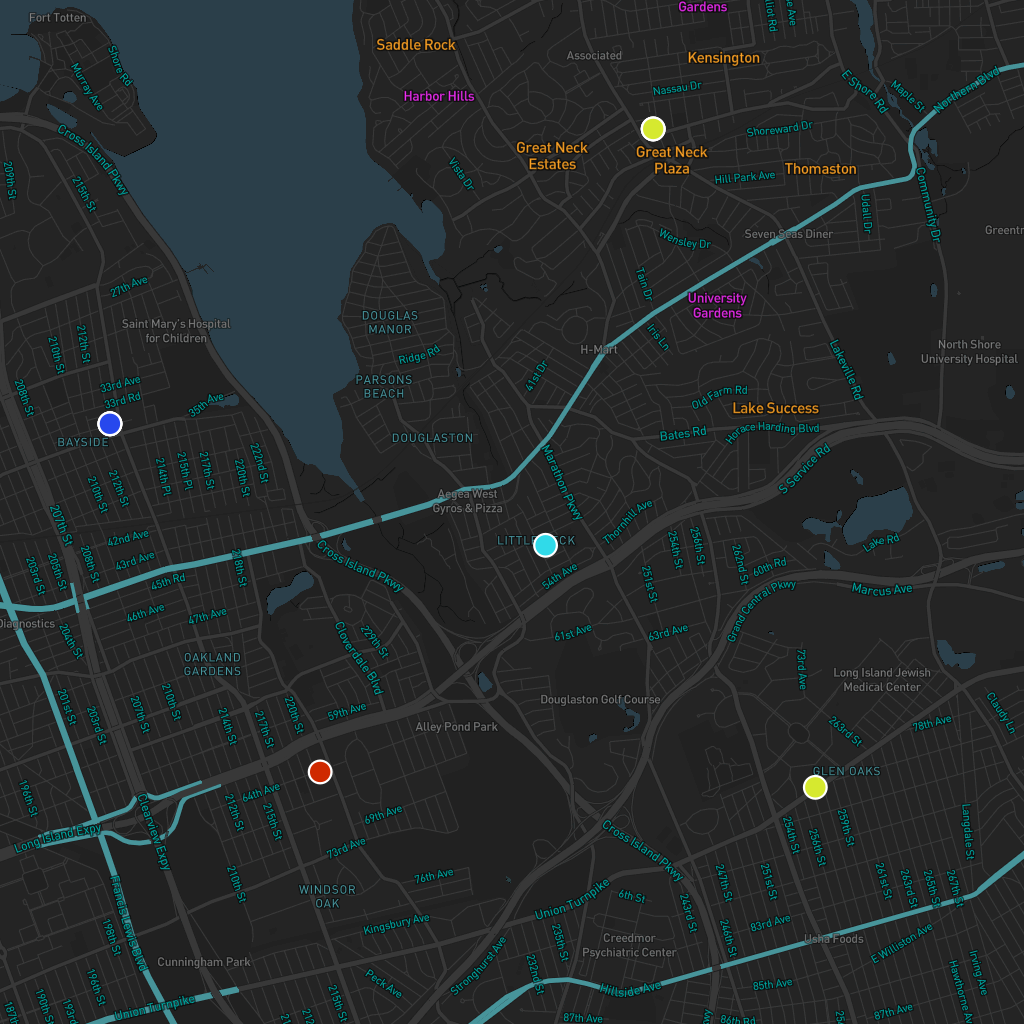 Fort Totten
Gardens
Saddle Rock
Associated
Kensington
Shore Rd
Murray Ave
Harbor Hills
Nassau Dr
E Shore Rd
Maple St
Northern Blvd
Cross Island Pkwy
Shoreward Dr
Great Neck
Estates
Great Neck
Plaza
Thomaston
209th St
215th St
Vista Dr
Hill Park Ave
Udall Dr
Community Dr
Wensley Dr
Seven Seas Diner
27th Ave
Tain Dr
University
Gardens
DOUGLAS
MANOR
Saint Mary's Hospital
for Children
210th St
212th St
Iris Ln
H-Mart
Ridge Rd
Lakeville Rd
North Shore
University Hospital
41st Dr
PARSONS
BEACH
208th St
33rd Ave
33rd Rd
35th Ave
Old Farm Rd
Lake Success
BAYSIDE
DOUGLASTON
Bates Rd
Horace Harding Blvd
S Service Rd
Marathon Pkwy
222nd St
220th St
217th St
215th Pl
214th Pl
212th St
210th St
Aegea West
Gyros & Pizza
207th St
Thornhill Ave
42nd Ave
43rd Ave
45th Rd
218th St
Cross Island Pkwy
254th St
256th St
262nd St
Lake Rd
60th Rd
54th Ave
251st St
208th St
205th St
203rd St
Marcus Ave
Grand Central Pkwy
46th Ave
47th Ave
Diagnostics
204th St
61st Ave
63rd Ave
229th St
Cloverdale Blvd
OAKLAND
GARDENS
73rd Ave
Long Island Jewish
Medical Center
201st St
203rd St
207th St
210th St
214th St
217th St
220th St
59th Ave
Douglaston Golf Course
Alley Pond Park
263rd St
78th Ave
Claudy Ln
GLEN OAKS
196th St
64th Ave
212th St
215th St
69th Ave
Long Island Expy
Clearview Expy
73rd Ave
Cross Island Pkwy
254th St
256th St
259th St
Langdale St
76th Ave
210th St
WINDSOR
OAK
247th St
251st St
261st St
263rd St
265th St
267th St
6th St
Union Turnpike
243rd St
Kingsbury Ave
Francis Lewis Blvd
198th St
83rd Ave
246th St
235th St
Creedmor
Psychiatric Center
Usha Foods
E Williston Ave
Cunningham Park
Stronghurst Ave
232nd St
Hillside Ave
Peck Ave
85th Ave
Irving Ave
196th St
190th St
Union Turnpike
215th St
87th Ave
86th Rd
87th Ave